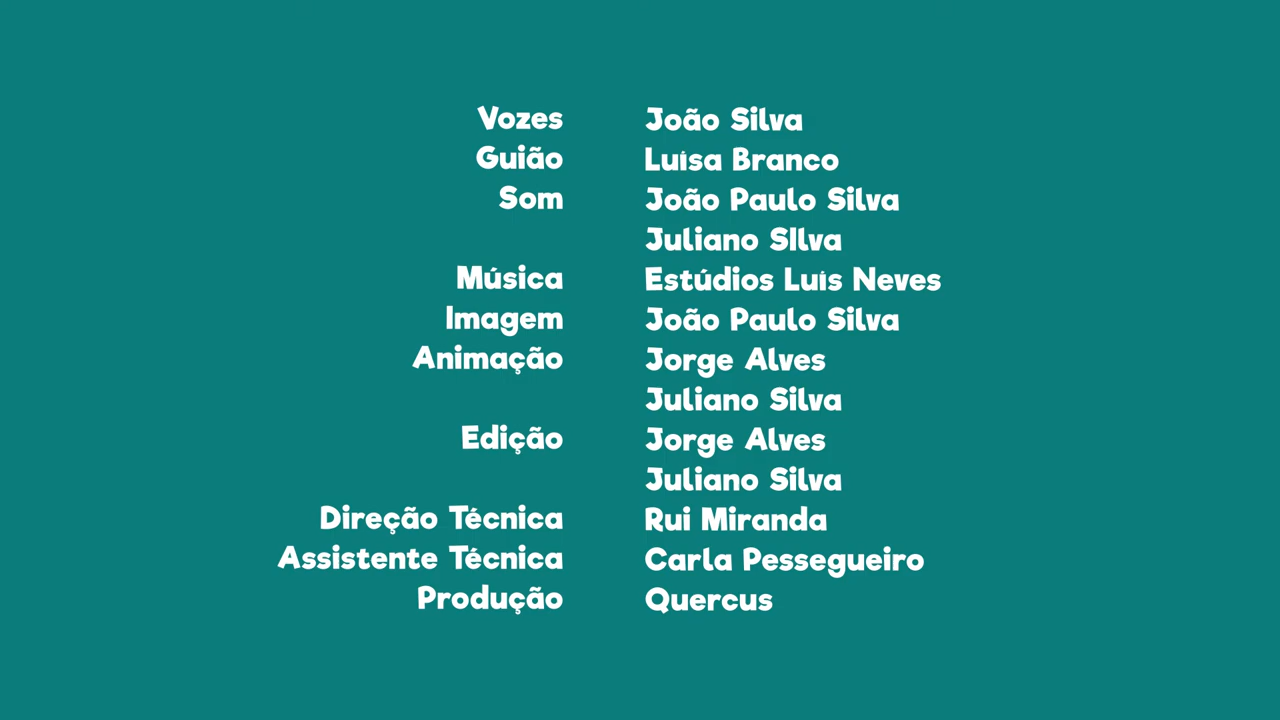 Vozes João Silva
Guião Luísa Branco
Som João Paulo Silva
Juliano SIlva
Música Estúdios Luís Neves
Imagem João Paulo Silva
Animação Jorge Alves
Juliano Silva
Edição Jorge Alves
Juliano Silva
Direção Técnica Rui Miranda
Assistente Técnica Carla Pessegueiro
Produção Quercus